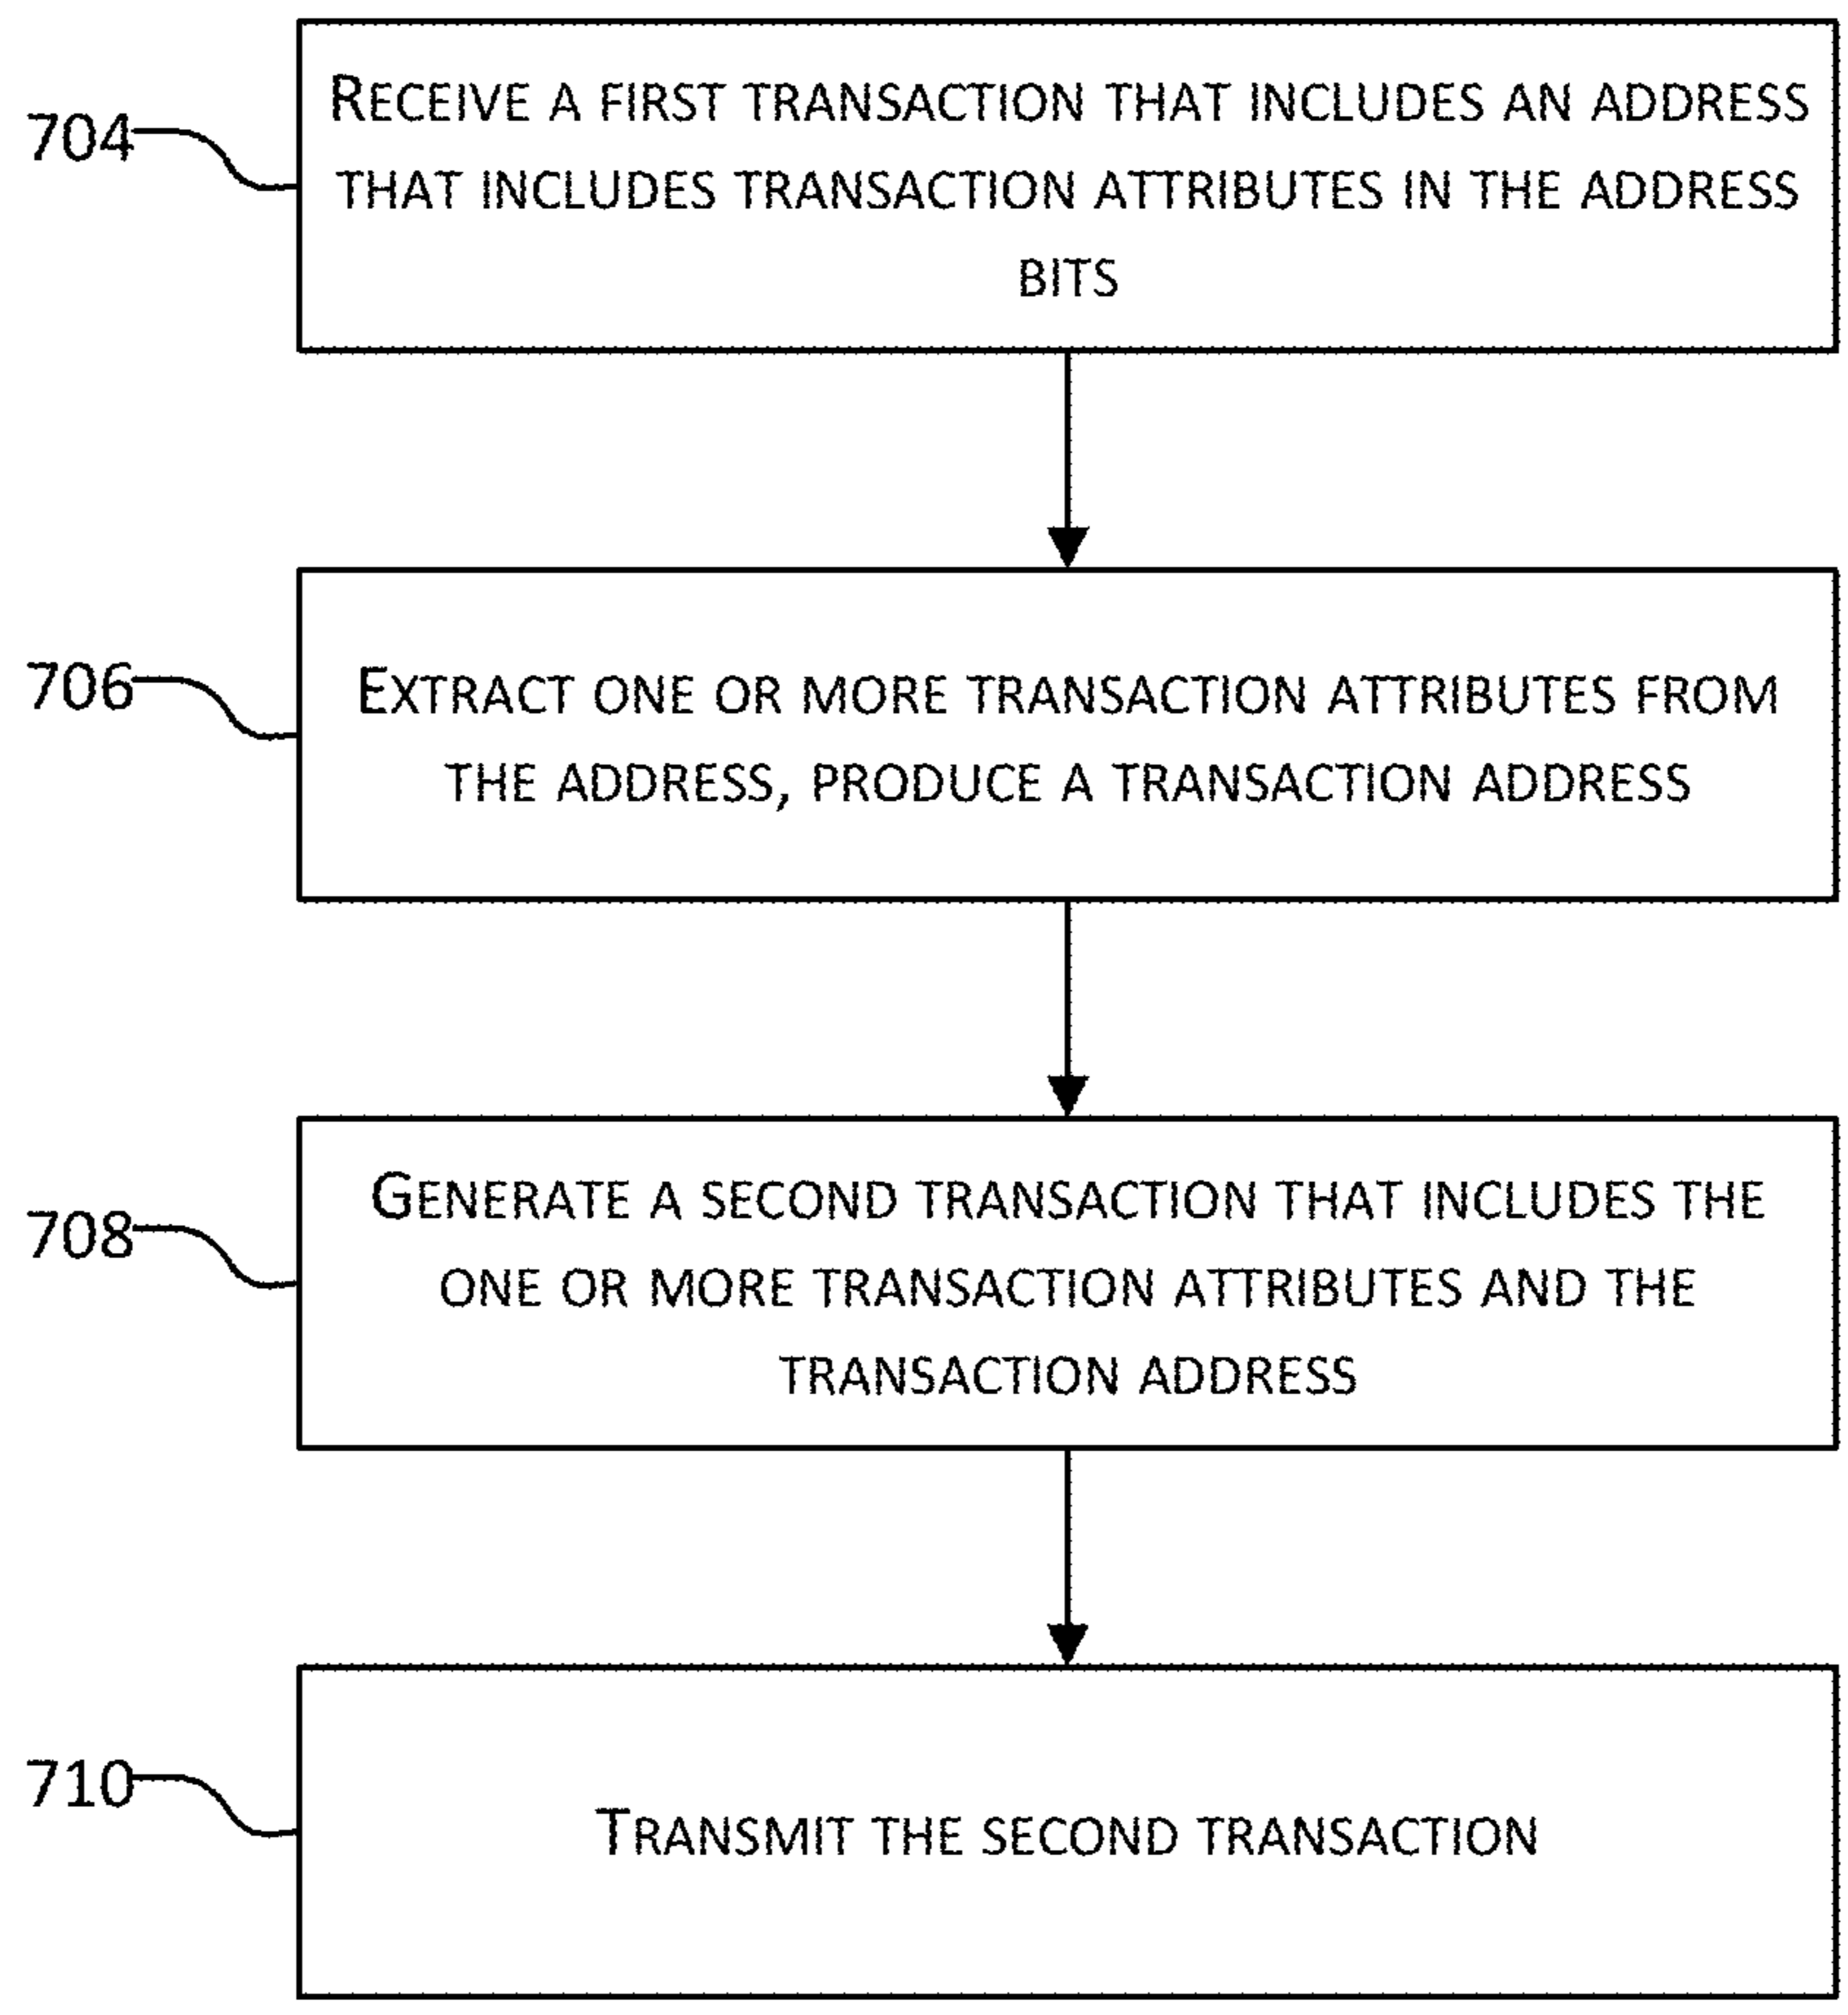 704
RECEIVE A FIRST TRANSACTION THAT INCLUDES AN ADDRESS
THAT INCLUDES TRANSACTION ATTRIBUTES IN THE ADDRESS
BITS
706
EXTRACT ONE OR MORE TRANSACTION ATTRIBUTES FROM
THE ADDRESS, PRODUCE A TRANSACTION ADDRESS
708
GENERATE A SECOND TRANSACTION THAT INCLUDES THE
ONE OR MORE TRANSACTION ATTRIBUTES AND THE
TRANSACTION ADDRESS
710
TRANSMIT THE SECOND TRANSACTION